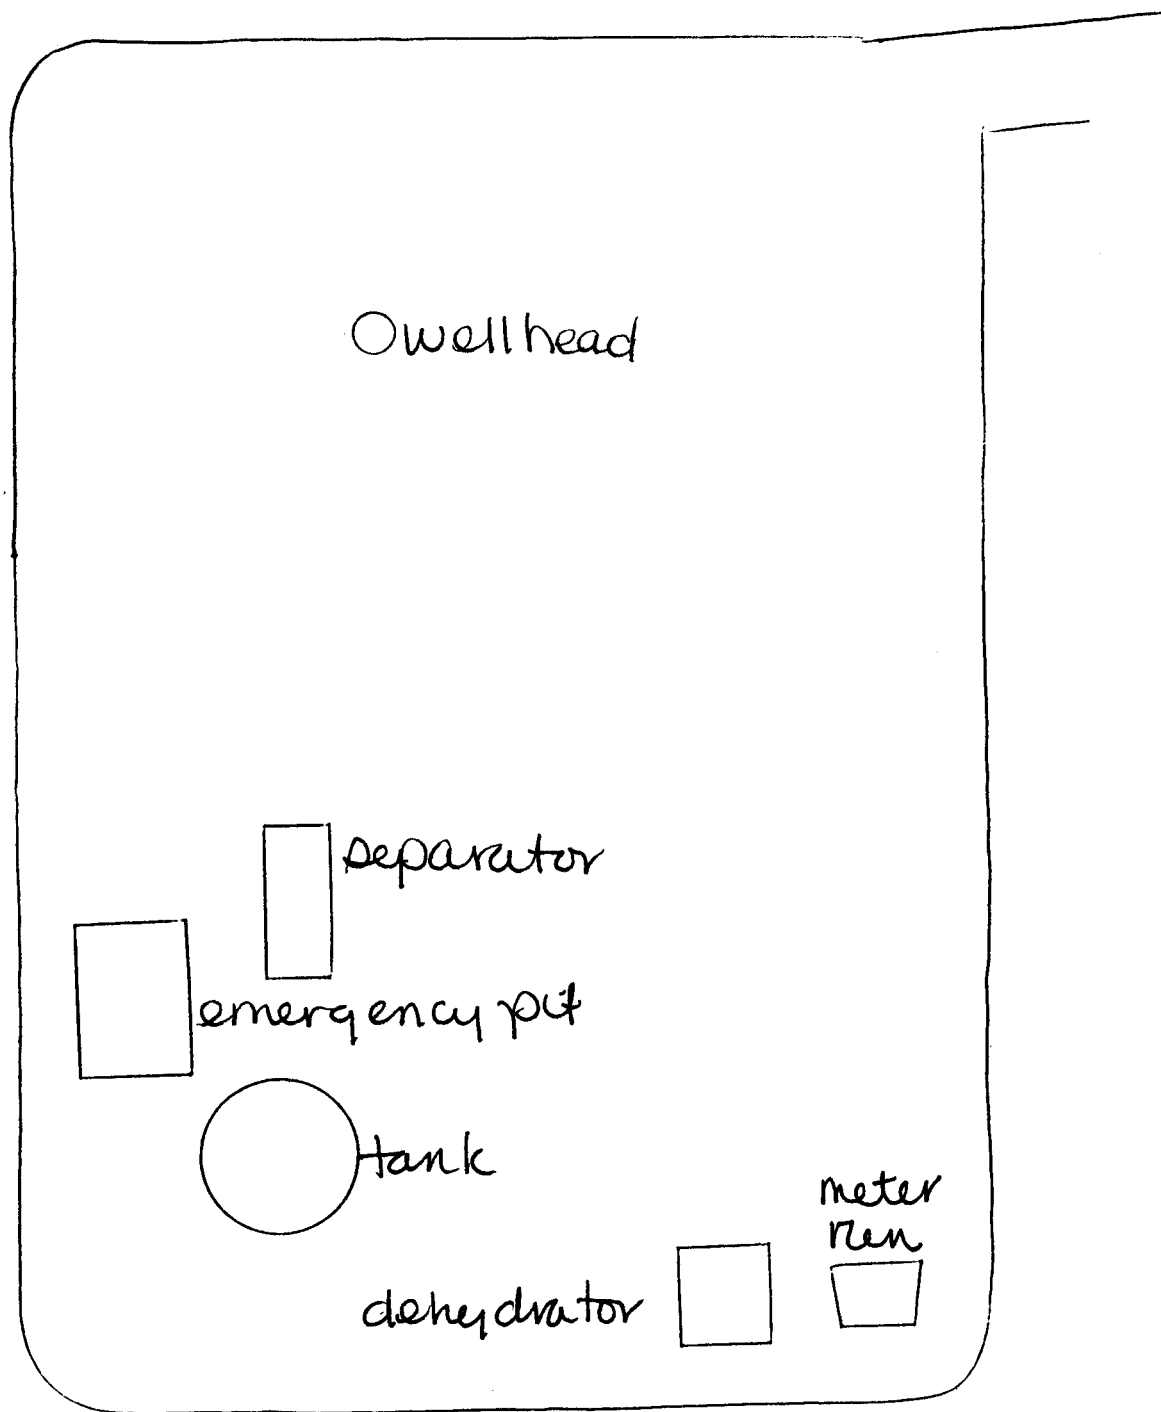 wellhead
separator
emergency pit
tank
meter
run
dehydrator